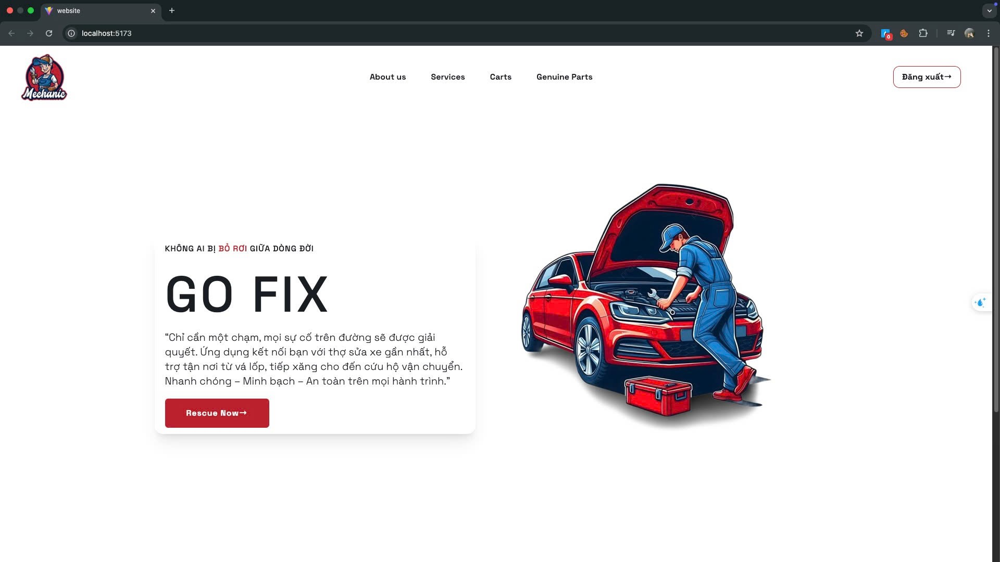 website
localhost:5173
0
Mechanic
About us
Services
Carts
Genuine Parts
Đăng xuất→
KHÔNG AI BỊ BỎ RƠI GIỮA DÒNG ĐỜI
GO FIX
“Chỉ cần một chạm, mọi sự cố trên đường sẽ được giải
quyết. Ứng dụng kết nối bạn với thợ sửa xe gần nhất, hỗ
trợ tận nơi từ vá lốp, tiếp xăng cho đến cứu hộ vận chuyển.
Nhanh chóng – Minh bạch – An toàn trên mọi hành trình.”
Rescue Now→